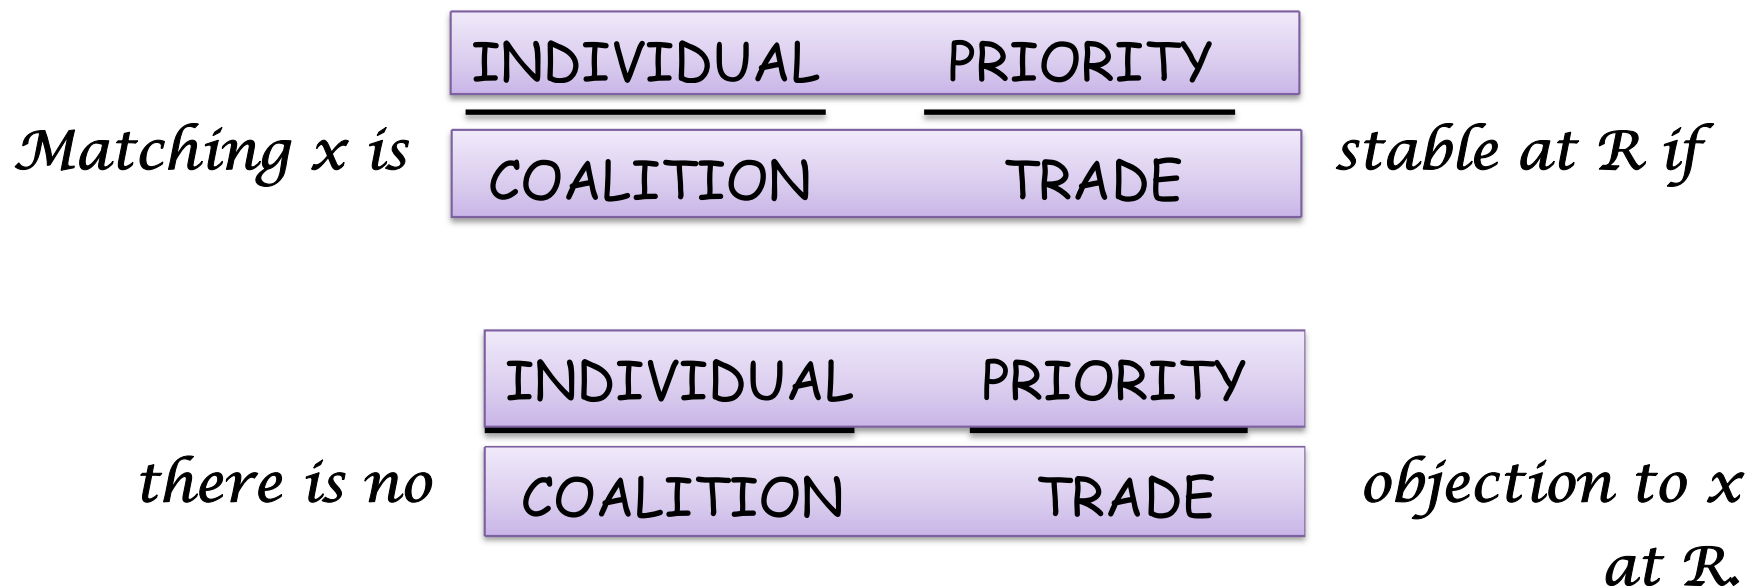 INDIVIDUAL PRIORITY
Matching x is stable at R if
COALITION TRADE
INDIVIDUAL PRIORITY
there is no objection to x
COALITION TRADE
at R.